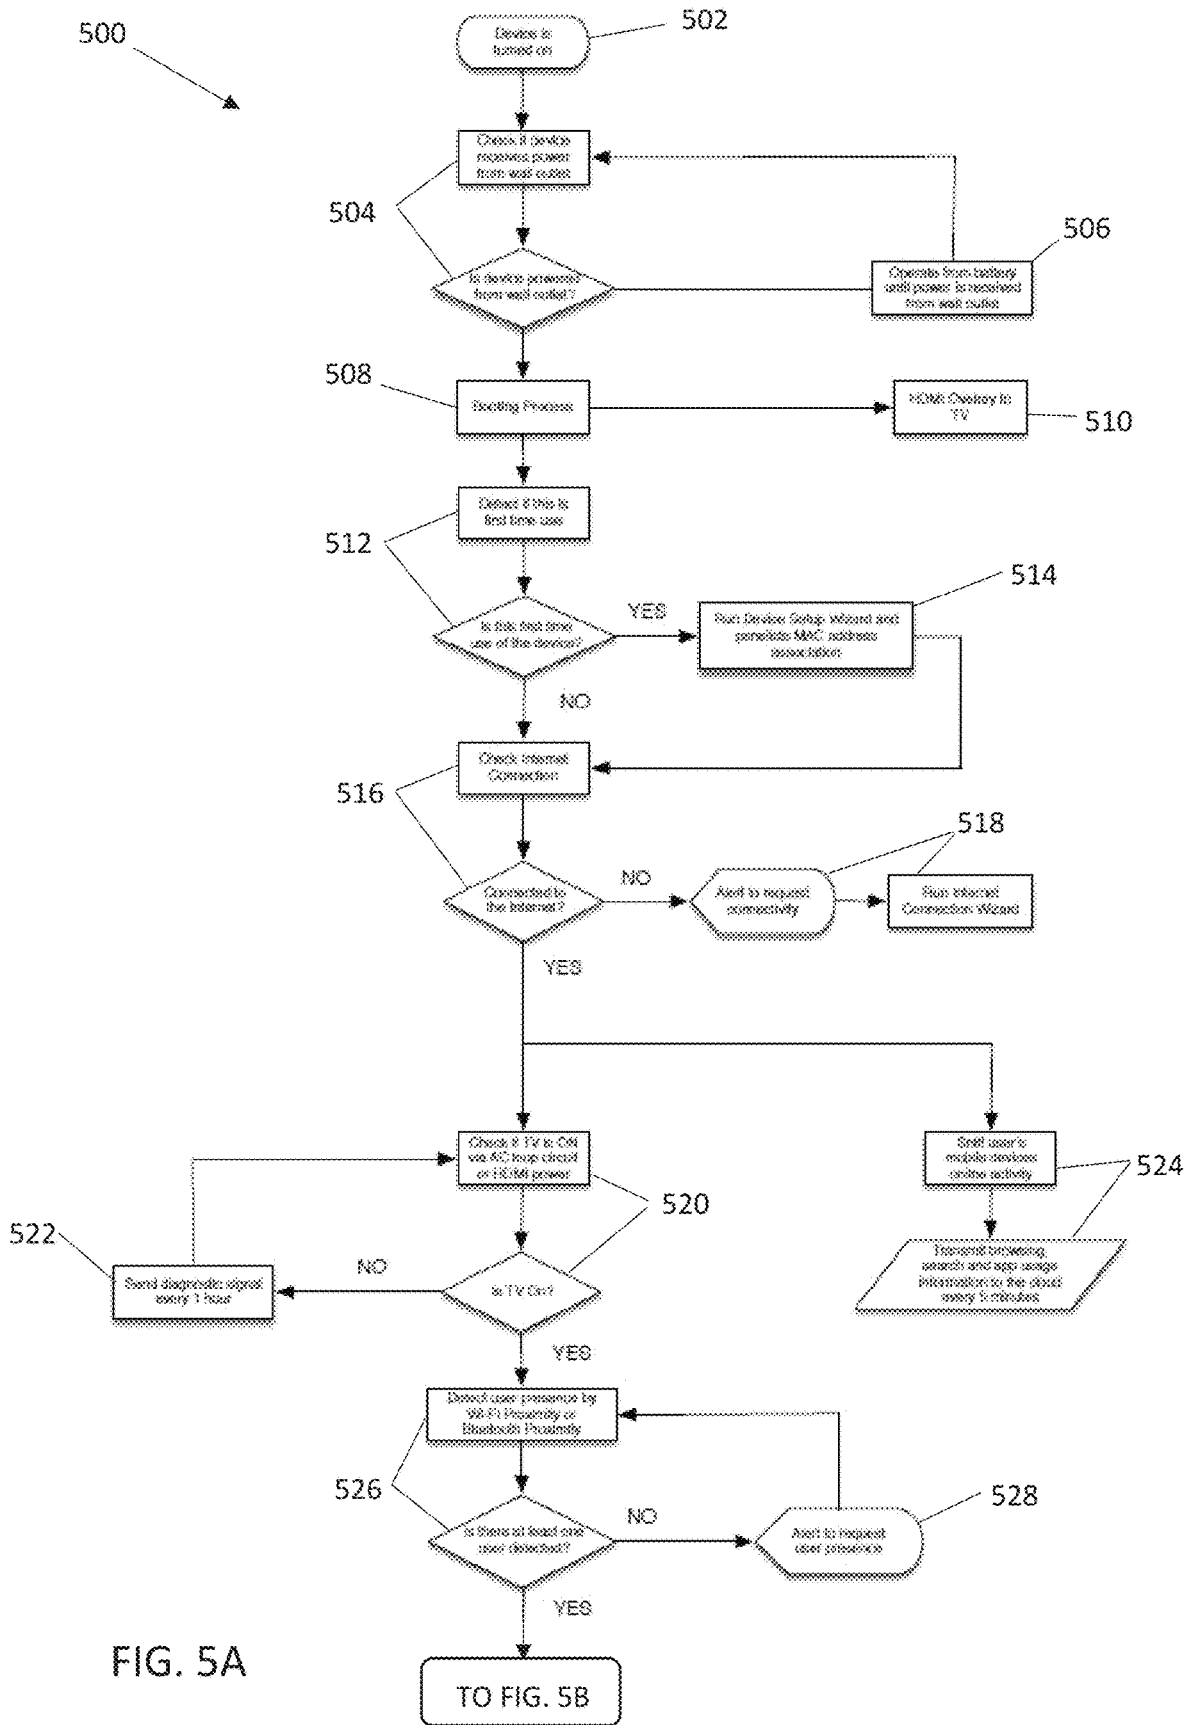 500
502
Device is
turned on
Check if device
receives power
from wall outlet
504
506
Is device powered
from wall outlet?
Operate from battery
until power is received
from wall outlet
508
Booting Process
HDMI Overlay to
TV
510
Detect if this is
first time use
512
514
YES
Is this first time
use of the device?
Run Device Setup Wizard and
panelists MAC address
association
NO
Check Internet
Connection
516
518
NO
Connected to
the Internet?
Alert to request
connectivity
Run Internet
Connection Wizard
YES
Check if TV is ON
via AC loop circuit
or HDMI power
Sniff user's
mobile devices
online activity
524
520
522
NO
Send diagnostic signal
every 1 hour
Is TV On?
Transmit browsing,
search and app usage
information to the cloud
every 5 minutes
YES
Detect user presence by
Wi-Fi Proximity or
Bluetooth Proximity
526
528
NO
Is there at least one
user detected?
Alert to request
user presence
YES
FIG. 5A
TO FIG. 5B